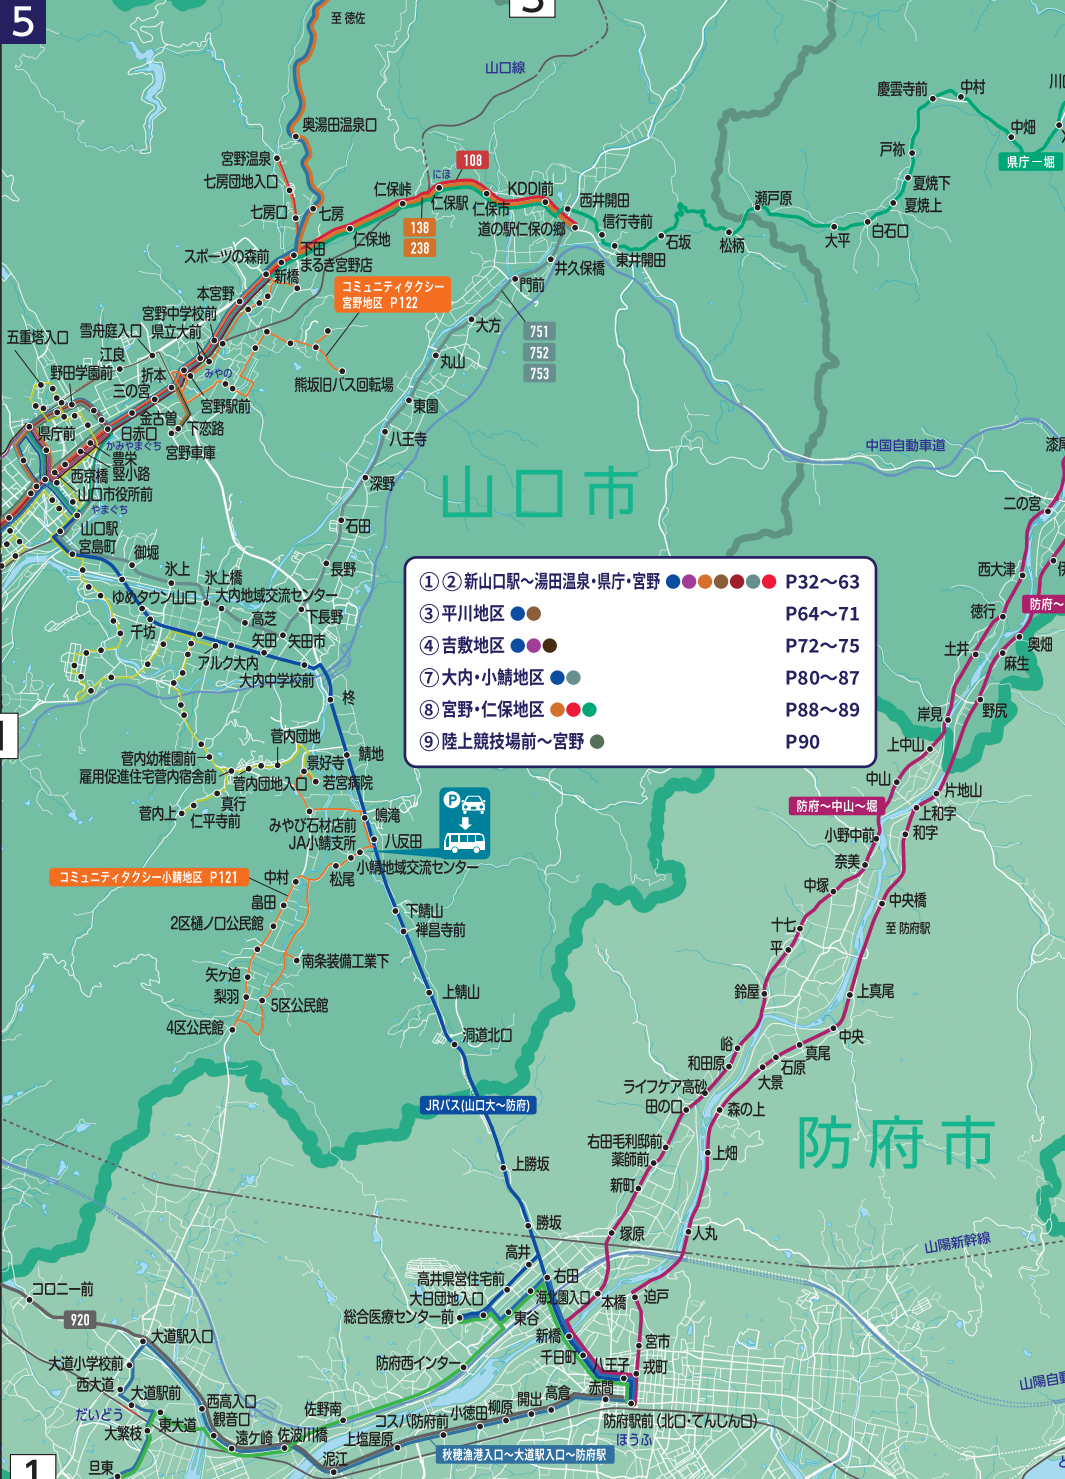 5
3
至 徳佐
山口線
慶雲寺前
中村
川
中畑
県庁ー堀
奥湯田温泉口
戸祢
宮野温泉
七房団地入口
108
にほ
仁保峠
KDDI前
夏焼下
夏焼上
仁保駅
仁保市
西井開田
瀬戸原
七房口
七房
138
238
信行寺前
道の駅仁保の郷
白石口
仁保地
石坂
松柄
大平
下田
スポーツの森前
まるき宮野店
東井開田
新橋
井久保橋
門前
コミュニティタクシー
宮野地区 P122
本宮野
宮野中学校前
雪舟庭入口
県立大前
五重塔入口
大方
751
752
753
江良
野田学園前
折本
みやの
丸山
熊坂旧バス回転場
三の宮
宮野駅前
東園
金古曽
下恋路
県庁前
日赤口
八王寺
かみやまぐち
宮野車庫
中国自動車道
漆
豊栄
竪小路
西京橋
深野
山口市
山口市役所前
やまぐち
二の宮
山口駅
石田
宮島町
御堀
氷上
氷上橋
長野
西大津
ゆめタウン山口
大内地域交流センター
①②新山口駅～湯田温泉・県庁・宮野 P32～63
③平川地区 P64～71
④吉敷地区 P72～75
⑦大内・小鯖地区 P80～87
⑧宮野・仁保地区 P88～89
⑨陸上競技場前～宮野 P90
防府～
下長野
高芝
徳行
千坊
矢田
矢田市
奥畑
土井
麻生
アルク大内
大内中学校前
柊
野尻
岸見
菅内団地
上中山
菅内幼稚園前
鯖地
景好寺
雇用促進住宅菅内宿舎前
菅内団地入口
若宮病院
中山
片地山
真行
菅内上
仁平寺前
防府～中山～堀
上和字
みやび石材店前
鳴滝
P
小野中前
和字
JA小鯖支所
八反田
奈美
小鯖地域交流センター
コミュニティタクシー小鯖地区 P121
中村
松尾
中塚
畠田
中央橋
下鯖山
2区樋ノ口公民館
禅昌寺前
十七
至 防府駅
平
南条装備工業下
矢ヶ迫
梨羽
上鯖山
鈴屋
上真尾
5区公民館
4区公民館
洞道北口
中央
峪
真尾
和田原
石原
大景
ライフケア高砂
JRバス(山口大～防府)
田の口
森の上
防府市
右田毛利邸前
薬師前
上畑
上勝坂
新町
勝坂
塚原
人丸
山陽新幹線
高井
高井県営住宅前
右田
コロニー前
大日団地入口
海北園入口
迫戸
本橋
920
総合医療センター前
東谷
大道駅入口
新橋
宮市
千日町
大道小学校前
防府西インター
八王子
戎町
西大道
山陽自
大道駅前
開出
高倉
赤間
西高入口
柳原
だいどう
佐野南
小徳田
観音口
コスパ防府前
防府駅前(北口・てんじん口)
東大道
大繁枝
遠ケ崎
佐波川橋
上塩屋原
ほうふ
泥江
秋穂漁港入口～大道駅入口～防府駅
旦東
1